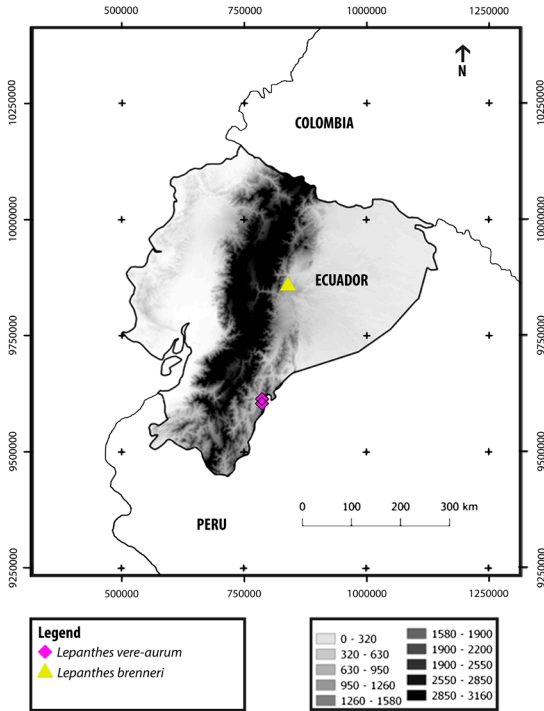 500000 7500000 1000000 1250000
10250000
10000000
9750000
9500000
9250000
N
COLOMBIA
ECUADOR
PERU
0 100 200 300 km
10250000
10000000
9750000
9500000
9250000
500000 7500000 1000000 1250000
Legend
Lepanthes vere-aurum
Lepanthes brenneri
0 - 320
320 - 630
630 - 950
950 - 1260
1260 - 1580
1580 - 1900
1900 - 2200
1900 - 2550
2550 - 2850
2850 - 3160